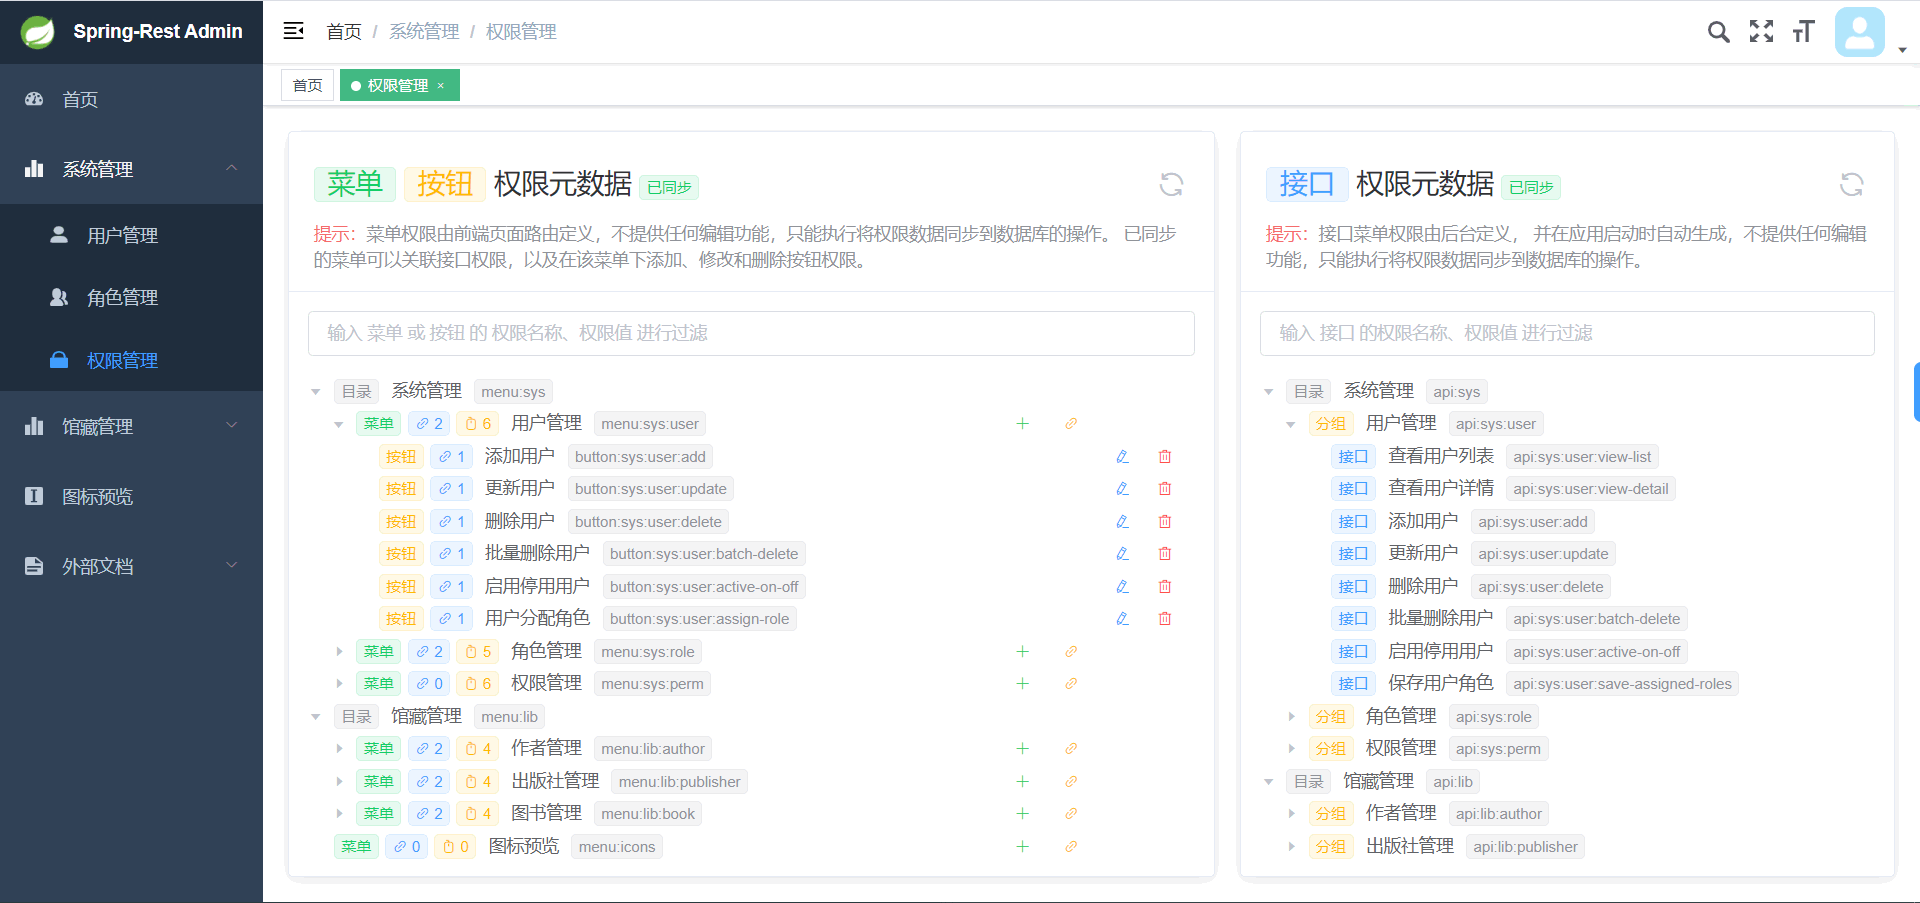 Spring-Rest Admin
首页
系统管理
用户管理
角色管理
权限管理
馆藏管理
图标预览
外部文档
首页 / 系统管理 / 权限管理
首页
权限管理 ×
菜单 按钮 权限元数据 已同步
提示：菜单权限由前端页面路由定义，不提供任何编辑功能，只能执行将权限数据同步到数据库的操作。 已同步
的菜单可以关联接口权限，以及在该菜单下添加、修改和删除按钮权限。
输入 菜单 或 按钮 的 权限名称、权限值 进行过滤
目录 系统管理 menu:sys
菜单 2 6 用户管理 menu:sys:user
按钮 1 添加用户 button:sys:user:add
按钮 1 更新用户 button:sys:user:update
按钮 1 删除用户 button:sys:user:delete
按钮 1 批量删除用户 button:sys:user:batch-delete
按钮 1 启用停用用户 button:sys:user:active-on-off
按钮 1 用户分配角色 button:sys:user:assign-role
菜单 2 5 角色管理 menu:sys:role
菜单 0 6 权限管理 menu:sys:perm
目录 馆藏管理 menu:lib
菜单 2 4 作者管理 menu:lib:author
菜单 2 4 出版社管理 menu:lib:publisher
菜单 2 4 图书管理 menu:lib:book
菜单 0 0 图标预览 menu:icons
接口 权限元数据 已同步
提示：接口菜单权限由后台定义， 并在应用启动时自动生成，不提供任何编辑
功能，只能执行将权限数据同步到数据库的操作。
输入 接口 的权限名称、权限值 进行过滤
目录 系统管理 api:sys
分组 用户管理 api:sys:user
接口 查看用户列表 api:sys:user:view-list
接口 查看用户详情 api:sys:user:view-detail
接口 添加用户 api:sys:user:add
接口 更新用户 api:sys:user:update
接口 删除用户 api:sys:user:delete
接口 批量删除用户 api:sys:user:batch-delete
接口 启用停用用户 api:sys:user:active-on-off
接口 保存用户角色 api:sys:user:save-assigned-roles
分组 角色管理 api:sys:role
分组 权限管理 api:sys:perm
目录 馆藏管理 api:lib
分组 作者管理 api:lib:author
分组 出版社管理 api:lib:publisher